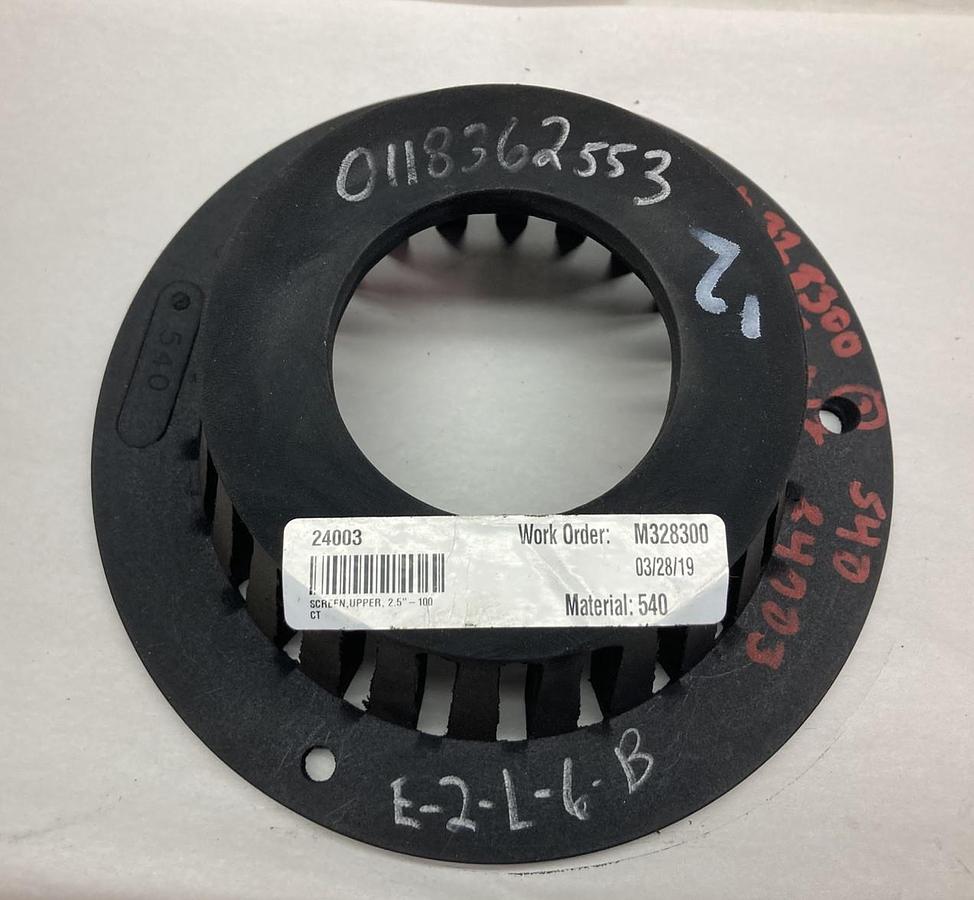 0118362553
21
540
24003
Work Order: M328300
03/28/19
SCREEN,UPPER, 2.5" - 100
CT
Material: 540
540
24003
E-2-L-6-B